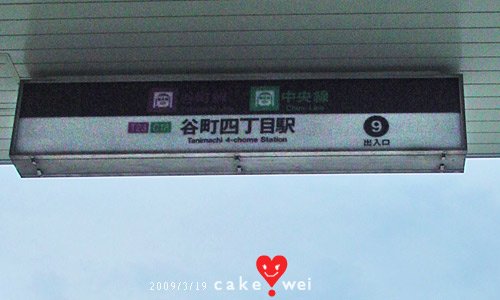 谷町線 中央線
Chuo Line
T23 C18 谷町四丁目駅 9
Tanimachi 4-chome Station 出入口
2009/3/19 cake wei